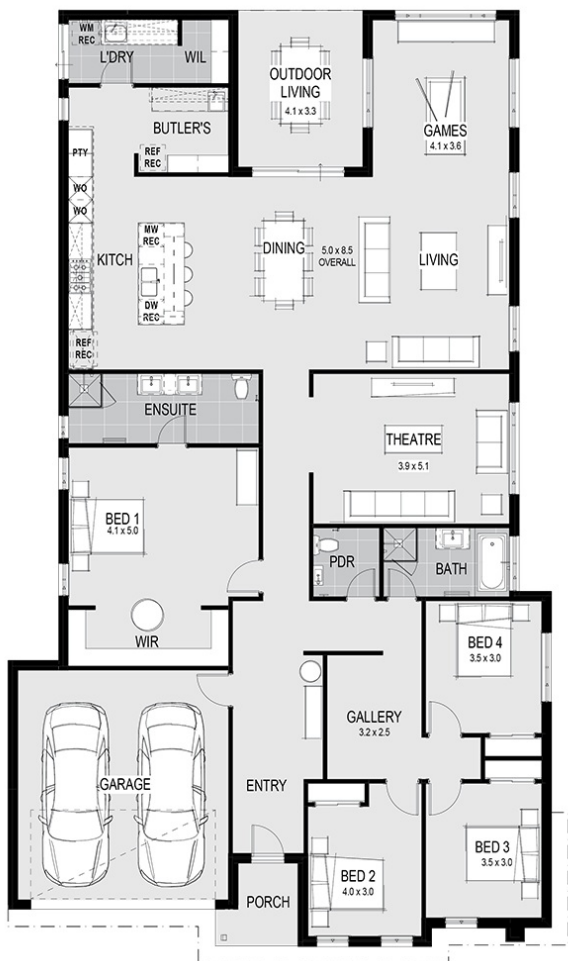 WM
REC
L'DRY
WIL
OUTDOOR
LIVING
4.1 x 3.3
GAMES
4.1 x 3.6
BUTLER'S
REF
REC
PTY
WO
WO
KITCH
MW
REC
DINING
5.0 x 8.5
OVERALL
LIVING
DW
REC
REF
REC
ENSUITE
THEATRE
3.9 x 5.1
BED 1
4.1 x 5.0
PDR
BATH
WIR
BED 4
3.5 x 3.0
GALLERY
3.2 x 2.5
GARAGE
ENTRY
BED 3
3.5 x 3.0
BED 2
4.0 x 3.0
PORCH